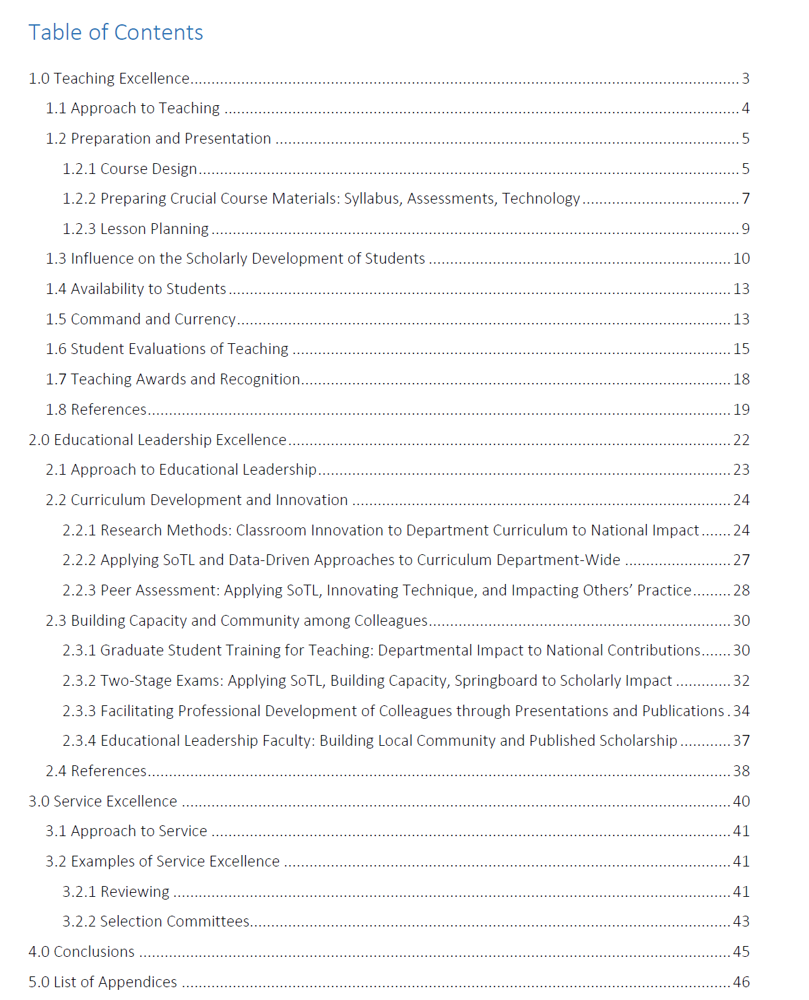 Table of Contents
1.0 Teaching Excellence.......... 3
1.1 Approach to Teaching .......... 4
1.2 Preparation and Presentation .......... 5
1.2.1 Course Design.......... 5
1.2.2 Preparing Crucial Course Materials: Syllabus, Assessments, Technology.......... 7
1.2.3 Lesson Planning.......... 9
1.3 Influence on the Scholarly Development of Students .......... 10
1.4 Availability to Students.......... 13
1.5 Command and Currency.......... 13
1.6 Student Evaluations of Teaching .......... 15
1.7 Teaching Awards and Recognition.......... 18
1.8 References.......... 19
2.0 Educational Leadership Excellence.......... 22
2.1 Approach to Educational Leadership.......... 23
2.2 Curriculum Development and Innovation .......... 24
2.2.1 Research Methods: Classroom Innovation to Department Curriculum to National Impact....... 24
2.2.2 Applying SoTL and Data-Driven Approaches to Curriculum Department-Wide .......... 27
2.2.3 Peer Assessment: Applying SoTL, Innovating Technique, and Impacting Others’ Practice......... 28
2.3 Building Capacity and Community among Colleagues.......... 30
2.3.1 Graduate Student Training for Teaching: Departmental Impact to National Contributions....... 30
2.3.2 Two-Stage Exams: Applying SoTL, Building Capacity, Springboard to Scholarly Impact ............. 32
2.3.3 Facilitating Professional Development of Colleagues through Presentations and Publications . 34
2.3.4 Educational Leadership Faculty: Building Local Community and Published Scholarship ............ 37
2.4 References.......... 38
3.0 Service Excellence .......... 40
3.1 Approach to Service .......... 41
3.2 Examples of Service Excellence .......... 41
3.2.1 Reviewing .......... 41
3.2.2 Selection Committees.......... 43
4.0 Conclusions .......... 45
5.0 List of Appendices .......... 46